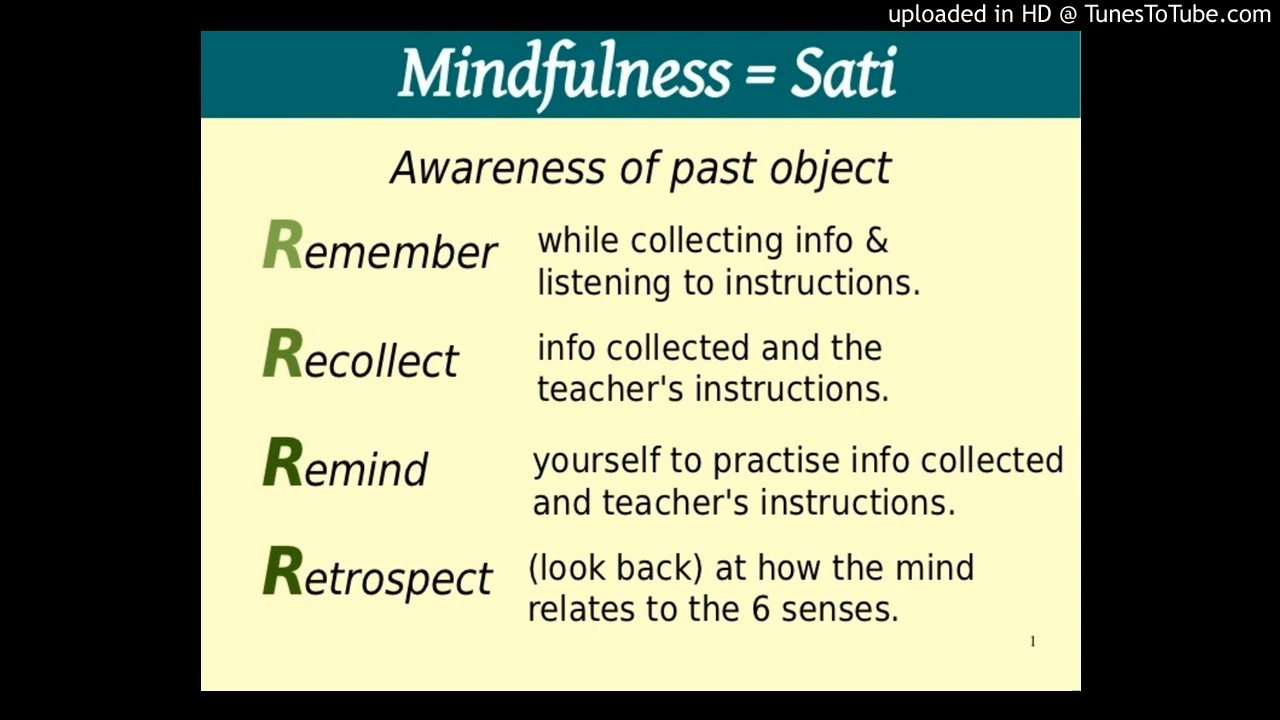 uploaded in HD @ TunesToTube.com
Mindfulness = Sati
Awareness of past object
Remember while collecting info &
listening to instructions.
Recollect info collected and the
teacher's instructions.
Remind yourself to practise info collected
and teacher's instructions.
Retrospect (look back) at how the mind
relates to the 6 senses.
1